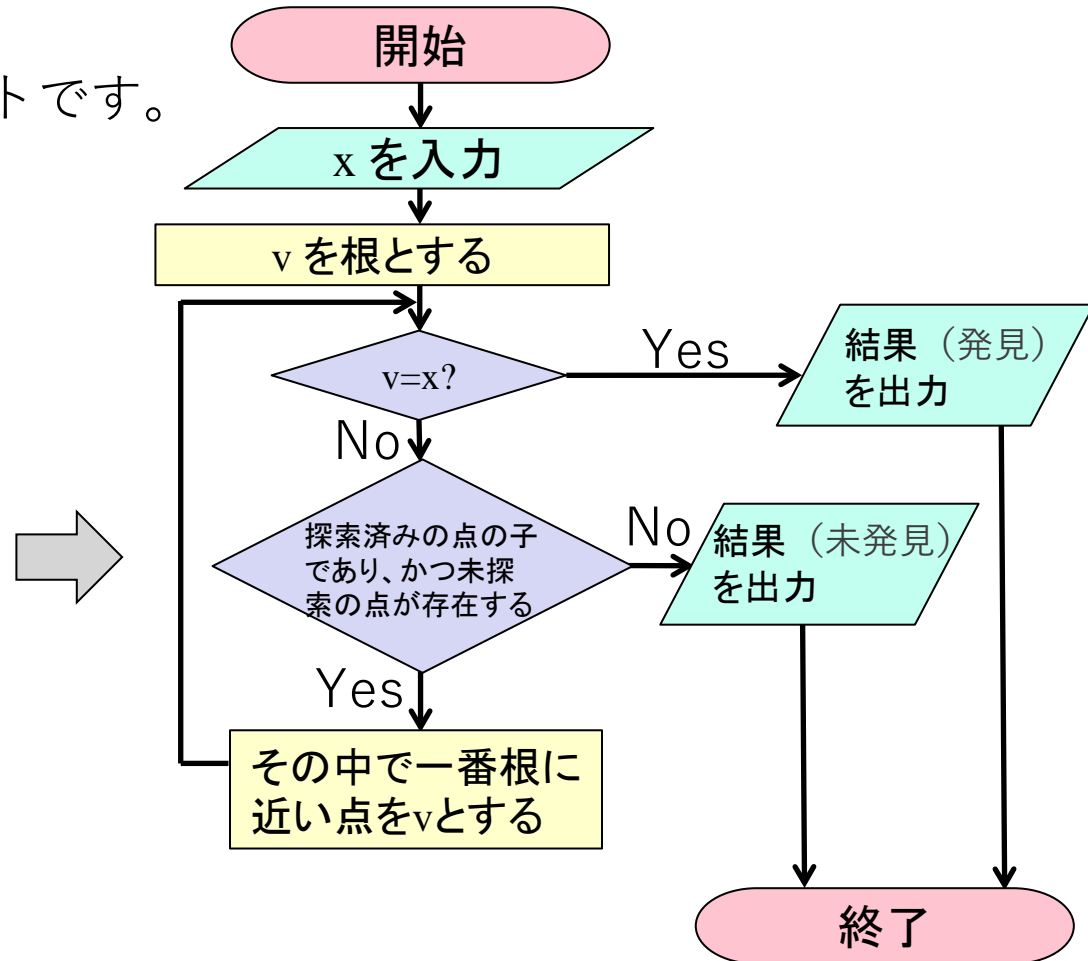 開始
トです。
x を入力
v を根とする
v=x?
Yes
結果（発見）
を出力
No
探索済みの点の子
であり、かつ未探
索の点が存在する
No
結果（未発見）
を出力
Yes
その中で一番根に
近い点をvとする
終了